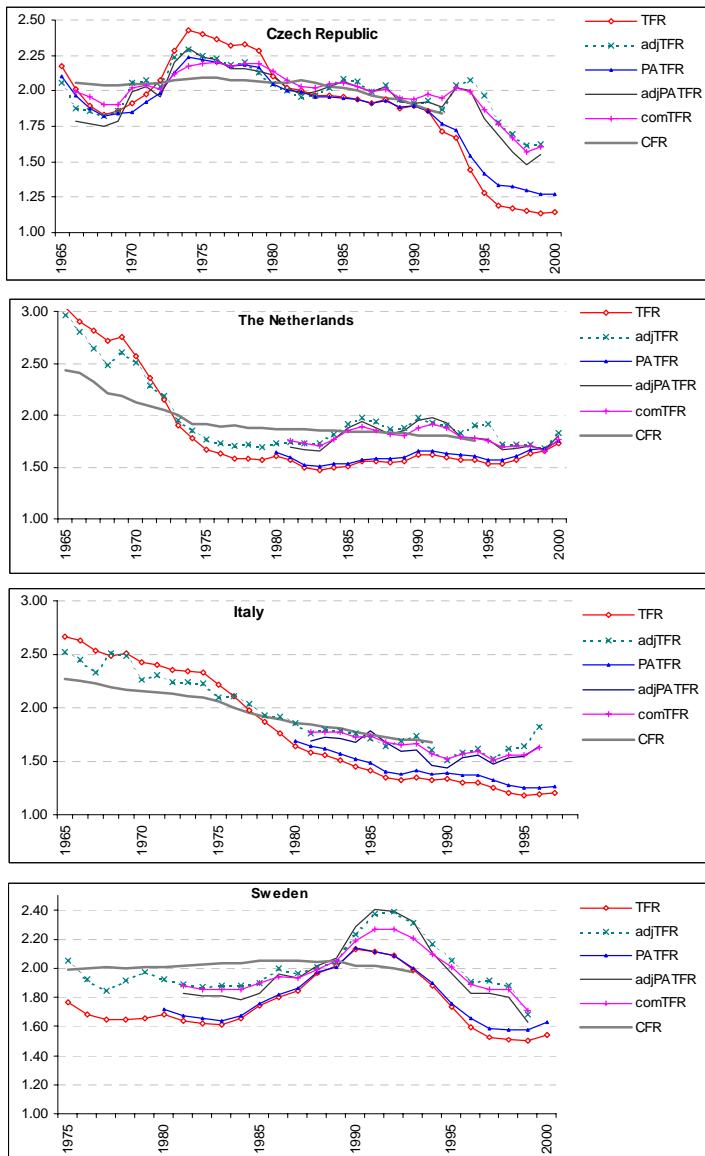 Czech Republic
2.50
2.25
2.00
1.75
1.50
1.25
1.00
1965
1970
1975
1980
1985
1990
1995
2000
TFR
adjTFR
PATFR
adjPATFR
comTFR
CFR
The Netherlands
3.00
2.50
2.00
1.50
1.00
1965
1970
1975
1980
1985
1990
1995
2000
TFR
adjTFR
PATFR
adjPATFR
comTFR
CFR
Italy
3.00
2.50
2.00
1.50
1.00
1965
1970
1975
1980
1985
1990
1995
TFR
adjTFR
PATFR
adjPATFR
comTFR
CFR
Sweden
2.40
2.20
2.00
1.80
1.60
1.40
1.20
1.00
1975
1980
1985
1990
1995
2000
TFR
adjTFR
PATFR
adjPATFR
comTFR
CFR